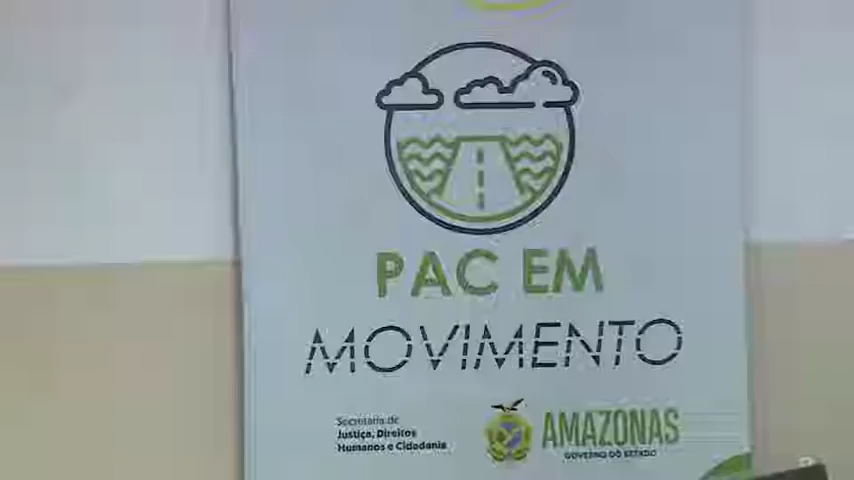 PAC EM
MOVIMENTO
Secretaria de
Justiça, Direitos
Humanos e Cidadania
AMAZONAS
GOVERNO DO ESTADO